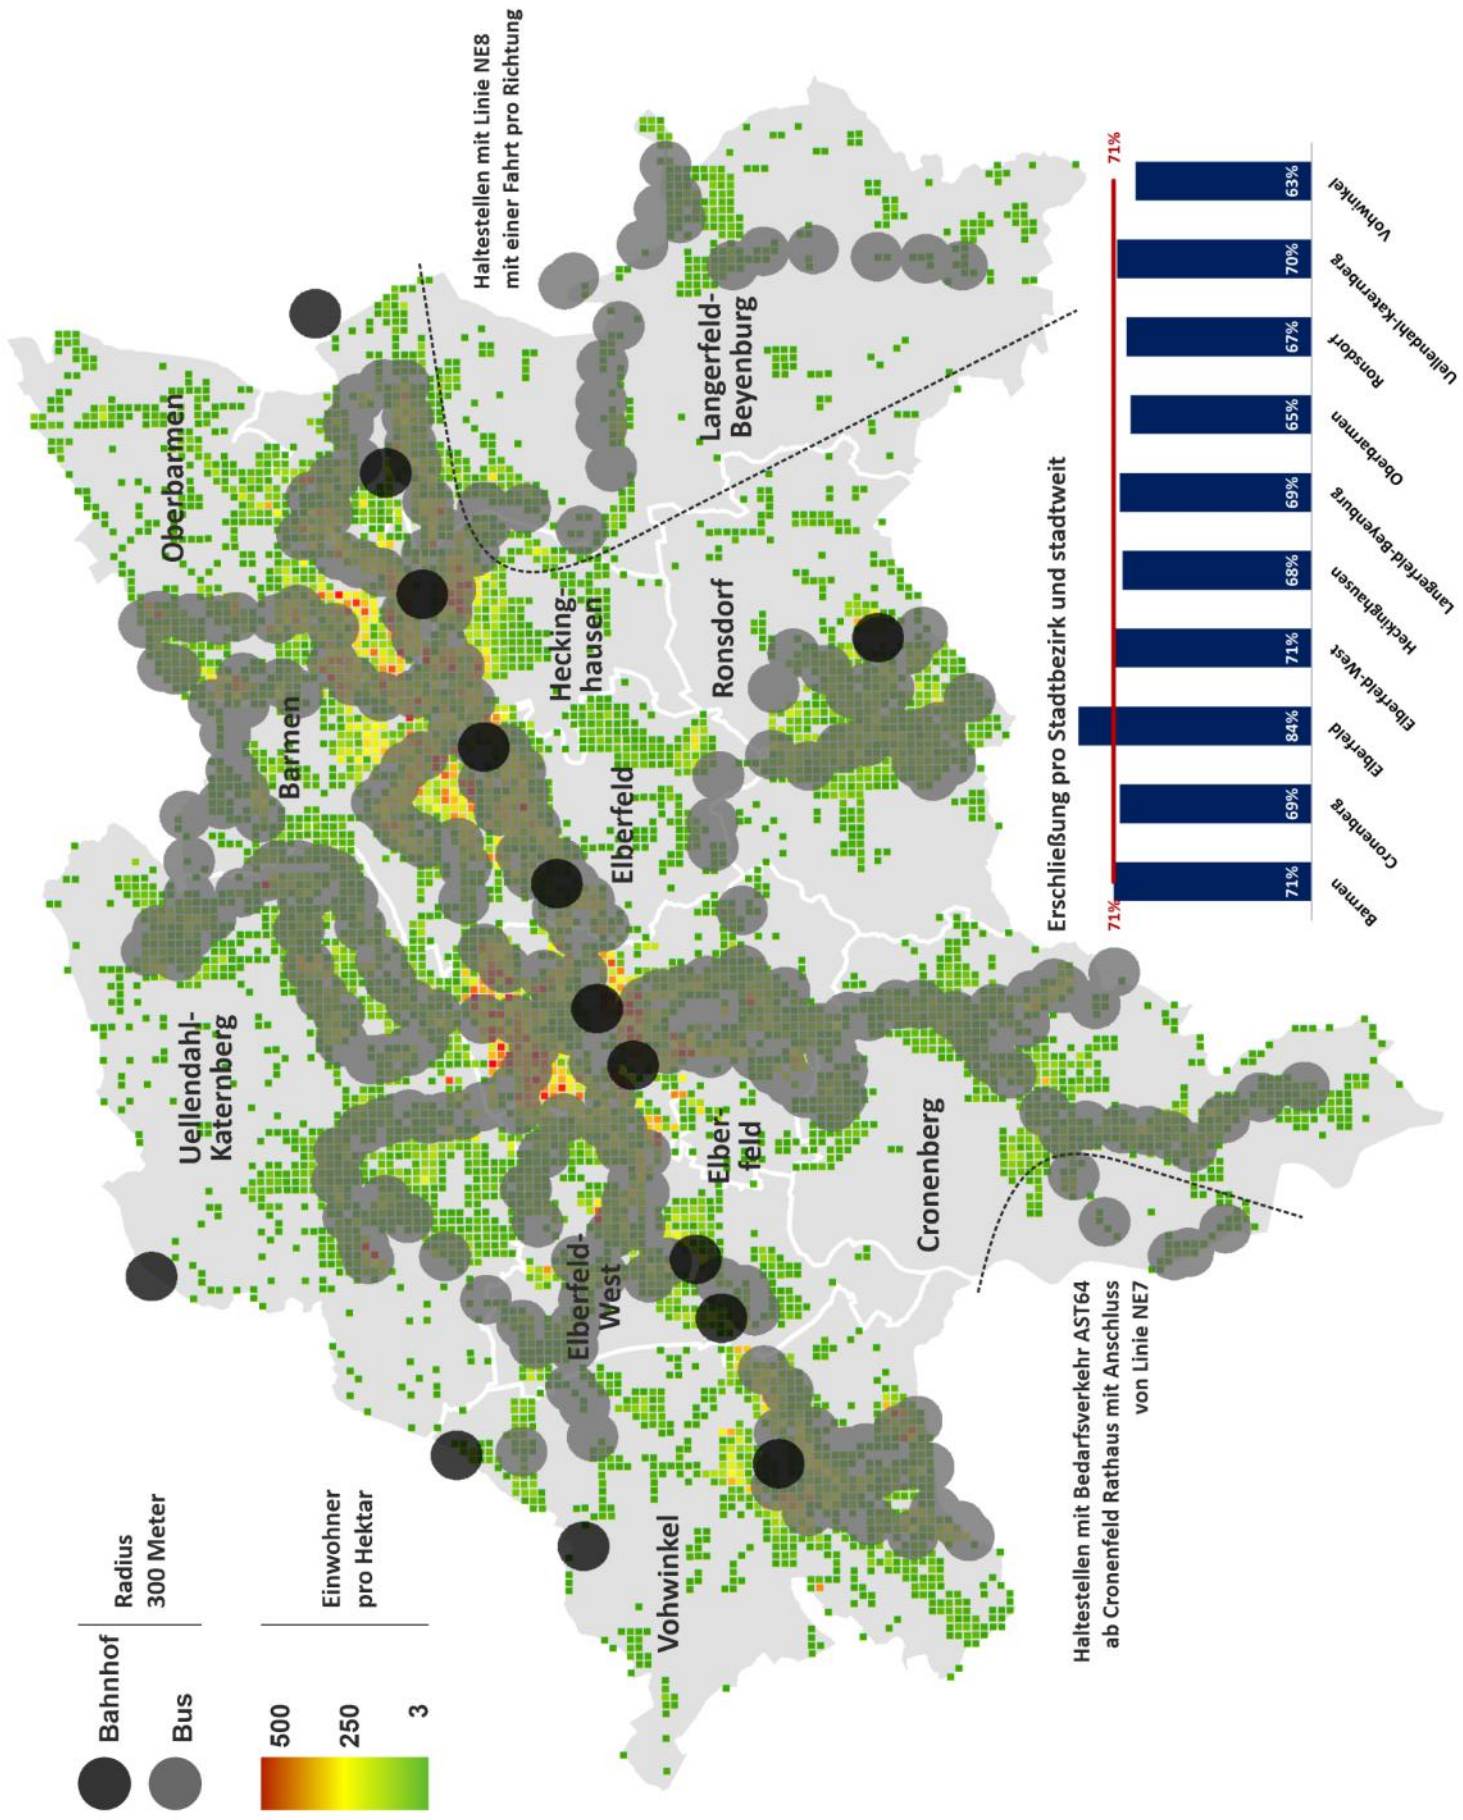 Bahnhof
Bus
Radius
300 Meter
500
250
3
Einwohner
pro Hektar
Uellendahl-
Katernberg
Oberbarmen
Barmen
Haltestellen mit Linie NE8
mit einer Fahrt pro Richtung
Vohwinkel
Elberfeld-
West
Elber-
feld
Elberfeld
Hecking-
hausen
Langerfeld-
Beyenburg
Ronsdorf
Cronenberg
Haltestellen mit Bedarfsverkehr AST64
ab Cronenfeld Rathaus mit Anschluss
von Linie NE7
Erschließung pro Stadtbezirk und stadtweit
71%
71%
71%
69%
84%
71%
68%
69%
65%
67%
70%
63%
Barmen
Cronenberg
Elberfeld
Elberfeld-West
Heckinghausen
Langerfeld-Beyenburg
Oberbarmen
Ronsdorf
Uellendahl-Katernberg
Vohwinkel